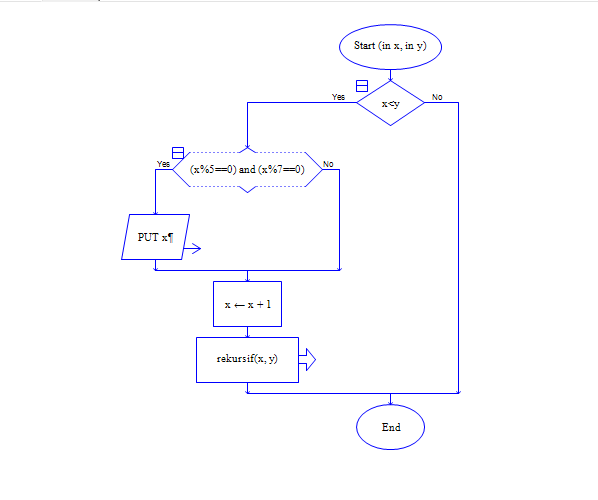 Start (in x, in y)
Yes
x<y
No
Yes
(x%5==0) and (x%7==0)
No
PUT x¶
x ← x + 1
rekursif(x, y)
End